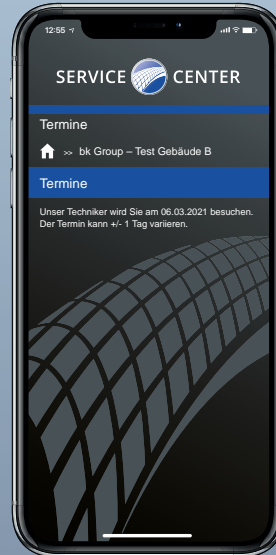 12:55
SERVICE CENTER
Termine
>> bk Group – Test Gebäude B
Termine
Unser Techniker wird Sie am 06.03.2021 besuchen.
Der Termin kann +/- 1 Tag variieren.